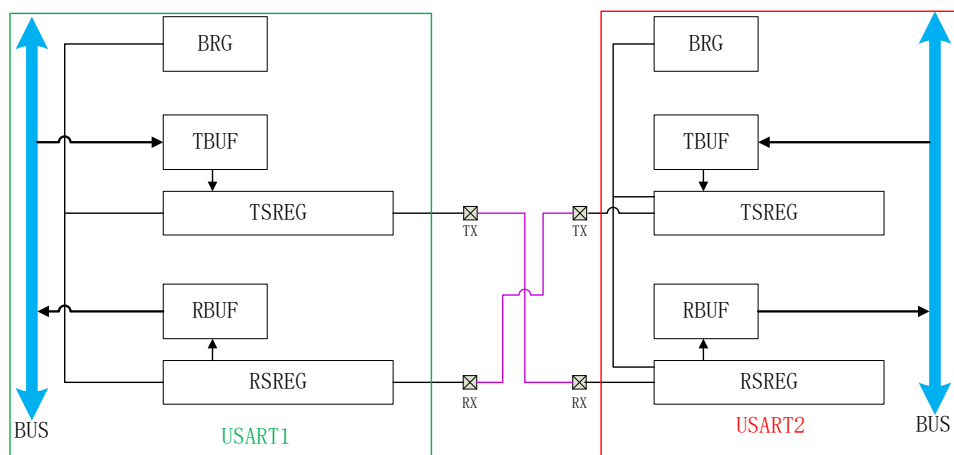 BRG
TBUF
TSREG
RBUF
RSREG
BUS
USART1
TX
RX
TX
RX
BRG
TBUF
TSREG
RBUF
RSREG
USART2
BUS